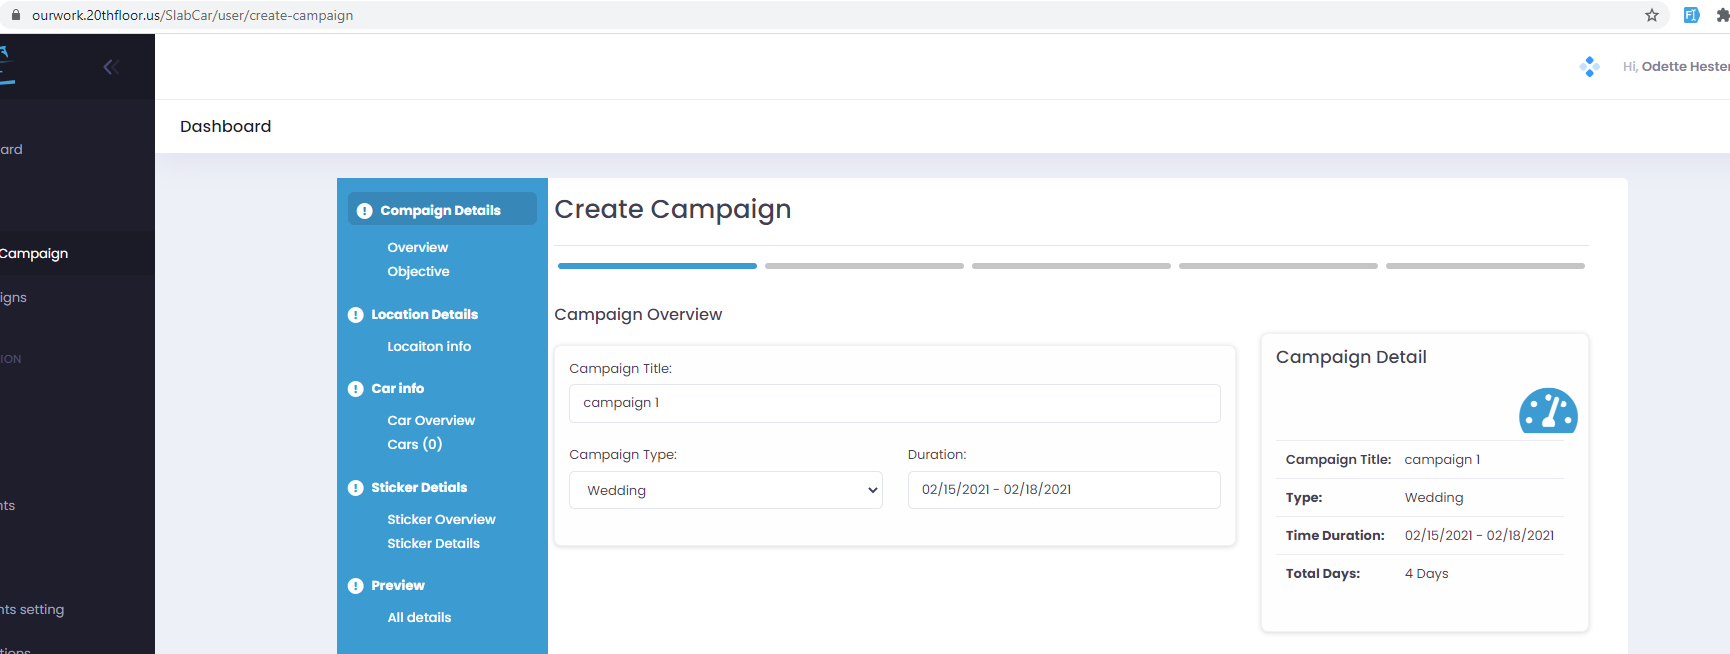 ourwork.20thfloor.us/SlabCar/user/create-campaign
Hi, Odette Hester
Dashboard
ard
Campaign
igns
ION
nts
nts setting
tions
Compaign Details
Overview
Objective
Location Details
Locaiton info
Car info
Car Overview
Cars (0)
Sticker Detials
Sticker Overview
Sticker Details
Preview
All details
Create Campaign
Campaign Overview
Campaign Title:
campaign 1
Campaign Type:
Duration:
Wedding
02/15/2021 - 02/18/2021
Campaign Detail
Campaign Title: campaign 1
Type: Wedding
Time Duration: 02/15/2021 - 02/18/2021
Total Days: 4 Days